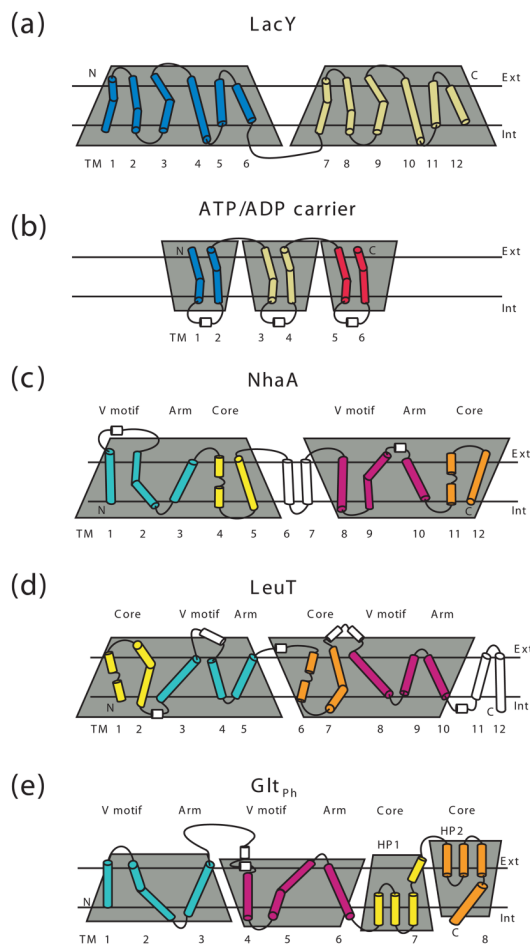 (a)
LacY
N
C
Ext
Int
TM 1 2 3 4 5 6 7 8 9 10 11 12
(b)
ATP/ADP carrier
N
C
Ext
Int
TM 1 2 3 4 5 6
(c)
NhaA
V motif Arm Core V motif Arm Core
Ext
N
C
Int
TM 1 2 3 4 5 6 7 8 9 10 11 12
(d)
LeuT
Core V motif Arm Core V motif Arm
Ext
N
C
Int
TM 1 2 3 4 5 6 7 8 9 10 11 12
(e)
GltPh
V motif Arm V motif Arm Core Core
HP1 HP2
Ext
N
Int
C
TM 1 2 3 4 5 6 7 8